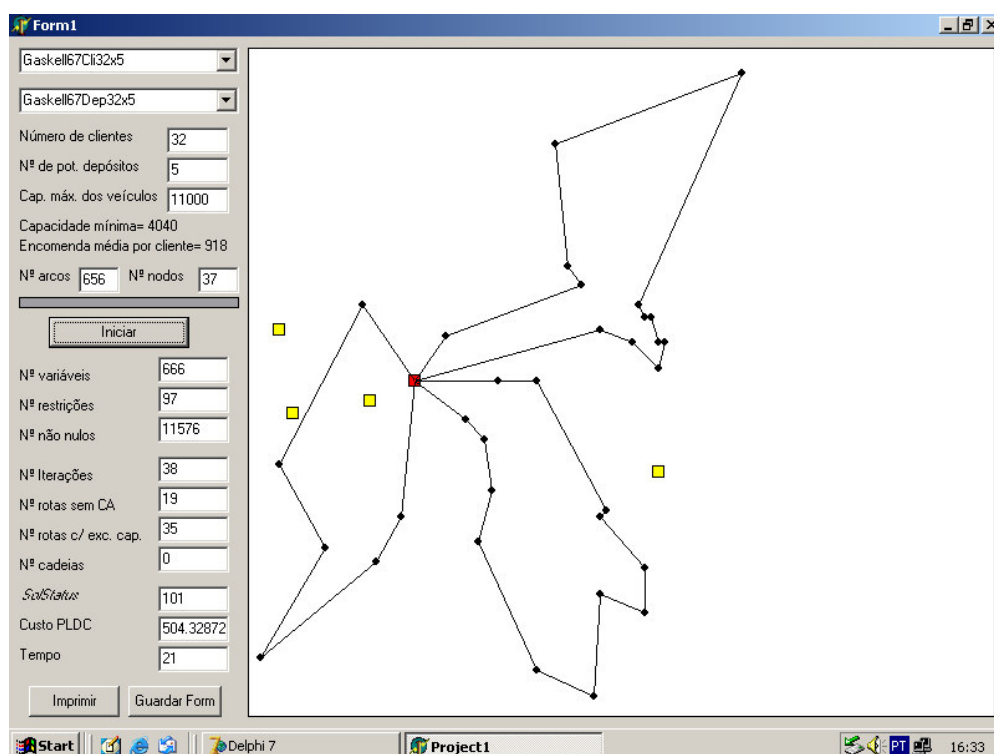 Form1
Gaskell67Cli32x5
Gaskell67Dep32x5
Número de clientes 32
Nº de pot. depósitos 5
Cap. máx. dos veículos 11000
Capacidade mínima= 4040
Encomenda média por cliente= 918
Nº arcos 656 Nº nodos 37
Iniciar
Nº variáveis 666
Nº restrições 97
Nº não nulos 11576
Nº Iterações 38
Nº rotas sem CA 19
Nº rotas c/ exc. cap. 35
Nº cadeias 0
SolStatus 101
Custo PLDC 504.32872
Tempo 21
Imprimir Guardar Form
Start Delphi 7 Project1 PT 16:33